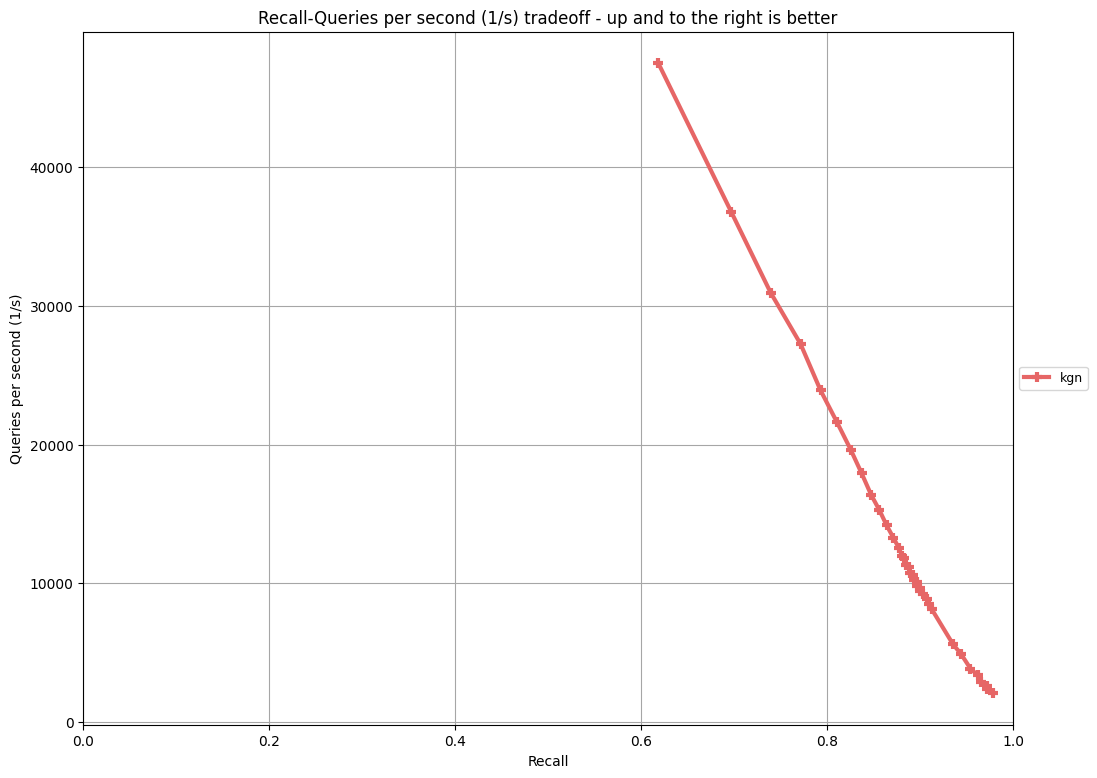 Recall-Queries per second (1/s) tradeoff - up and to the right is better
40000
30000
20000
10000
0
Queries per second (1/s)
0.0 0.2 0.4 0.6 0.8 1.0
Recall
kgn